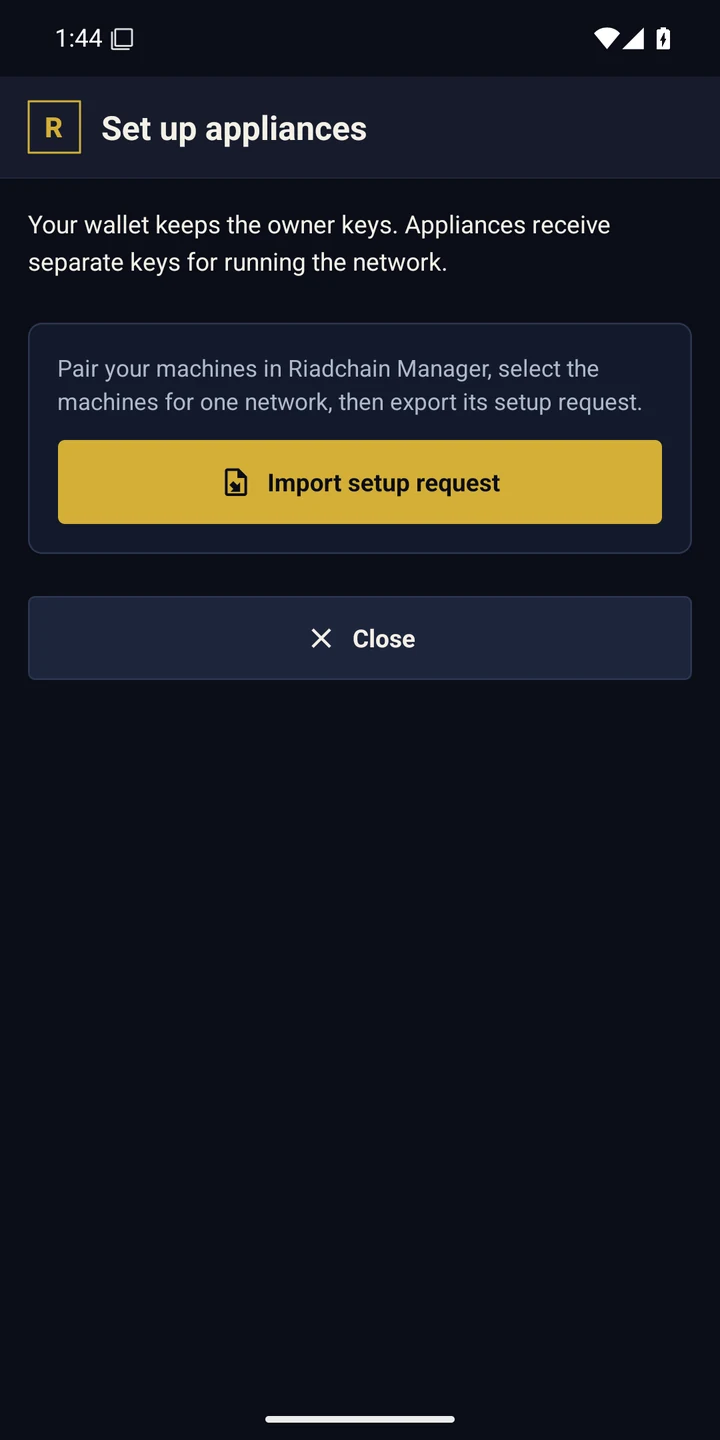 1:44
R
Set up appliances
Your wallet keeps the owner keys. Appliances receive
separate keys for running the network.
Pair your machines in Riadchain Manager, select the
machines for one network, then export its setup request.
Import setup request
Close